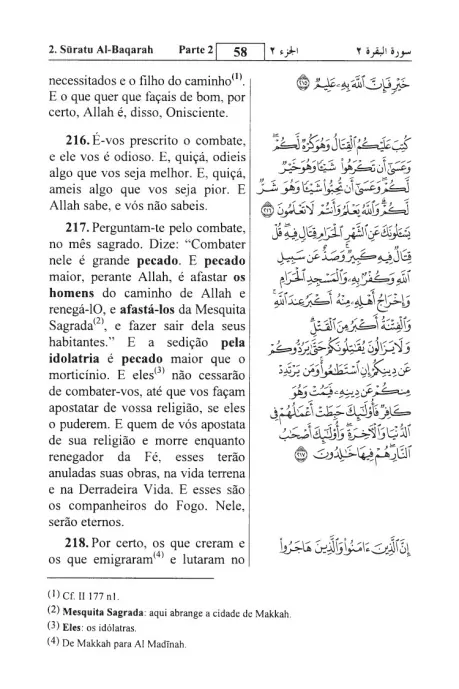 2. Sūratu Al-Baqarah Parte 2 58 الجزء ٢ سورة البقرة ٢
necessitados e o filho do caminho(1).
E o que quer que façais de bom, por
certo, Allah é, disso, Onisciente.
216. É-vos prescrito o combate,
e ele vos é odioso. E, quiçá, odieis
algo que vos seja melhor. E, quiçá,
ameis algo que vos seja pior. E
Allah sabe, e vós não sabeis.
217. Perguntam-te pelo combate,
no mês sagrado. Dize: “Combater
nele é grande pecado. E pecado
maior, perante Allah, é afastar os
homens do caminho de Allah e
renegá-lO, e afastá-los da Mesquita
Sagrada(2), e fazer sair dela seus
habitantes.” E a sedição pela
idolatria é pecado maior que o
morticínio. E eles(3) não cessarão
de combater-vos, até que vos façam
apostatar de vossa religião, se eles
o puderem. E quem de vós apostata
de sua religião e morre enquanto
renegador da Fé, esses terão
anuladas suas obras, na vida terrena
e na Derradeira Vida. E esses são
os companheiros do Fogo. Nele,
serão eternos.
218. Por certo, os que creram e
os que emigraram(4) e lutaram no
خَيْرٍ فَإِنَّ ٱللَّهَ بِهِۦ عَلِيمٌ ٢١٥
كُتِبَ عَلَيْكُمُ ٱلْقِتَالُ وَهُوَ كُرْهٌ لَّكُمْ
وَعَسَىٰٓ أَن تَكْرَهُوا۟ شَيْـًٔا وَهُوَ خَيْرٌ
لَّكُمْ وَعَسَىٰٓ أَن تُحِبُّوا۟ شَيْـًٔا وَهُوَ شَرٌّ
لَّكُمْ وَٱللَّهُ يَعْلَمُ وَأَنتُمْ لَا تَعْلَمُونَ ٢١٦
يَسْـَٔلُونَكَ عَنِ ٱلشَّهْرِ ٱلْحَرَامِ قِتَالٍ فِيهِ قُلْ
قِتَالٌ فِيهِ كَبِيرٌ وَصَدٌّ عَن سَبِيلِ
ٱللَّهِ وَكُفْرٌۢ بِهِۦ وَٱلْمَسْجِدِ ٱلْحَرَامِ
وَإِخْرَاجُ أَهْلِهِۦ مِنْهُ أَكْبَرُ عِندَ ٱللَّهِ
وَٱلْفِتْنَةُ أَكْبَرُ مِنَ ٱلْقَتْلِ
وَلَا يَزَالُونَ يُقَـٰتِلُونَكُمْ حَتَّىٰ يَرُدُّوكُمْ
عَن دِينِكُمْ إِنِ ٱسْتَطَـٰعُوا۟ وَمَن يَرْتَدِدْ
مِنكُمْ عَن دِينِهِۦ فَيَمُتْ وَهُوَ
كَافِرٌ فَأُو۟لَـٰٓئِكَ حَبِطَتْ أَعْمَـٰلُهُمْ فِى
ٱلدُّنْيَا وَٱلْـَٔاخِرَةِ وَأُو۟لَـٰٓئِكَ أَصْحَـٰبُ
ٱلنَّارِ هُمْ فِيهَا خَـٰلِدُونَ ٢١٧
إِنَّ ٱلَّذِينَ ءَامَنُوا۟ وَٱلَّذِينَ هَاجَرُوا۟
(1) Cf. II 177 n1.
(2) Mesquita Sagrada: aqui abrange a cidade de Makkah.
(3) Eles: os idólatras.
(4) De Makkah para Al Madīnah.